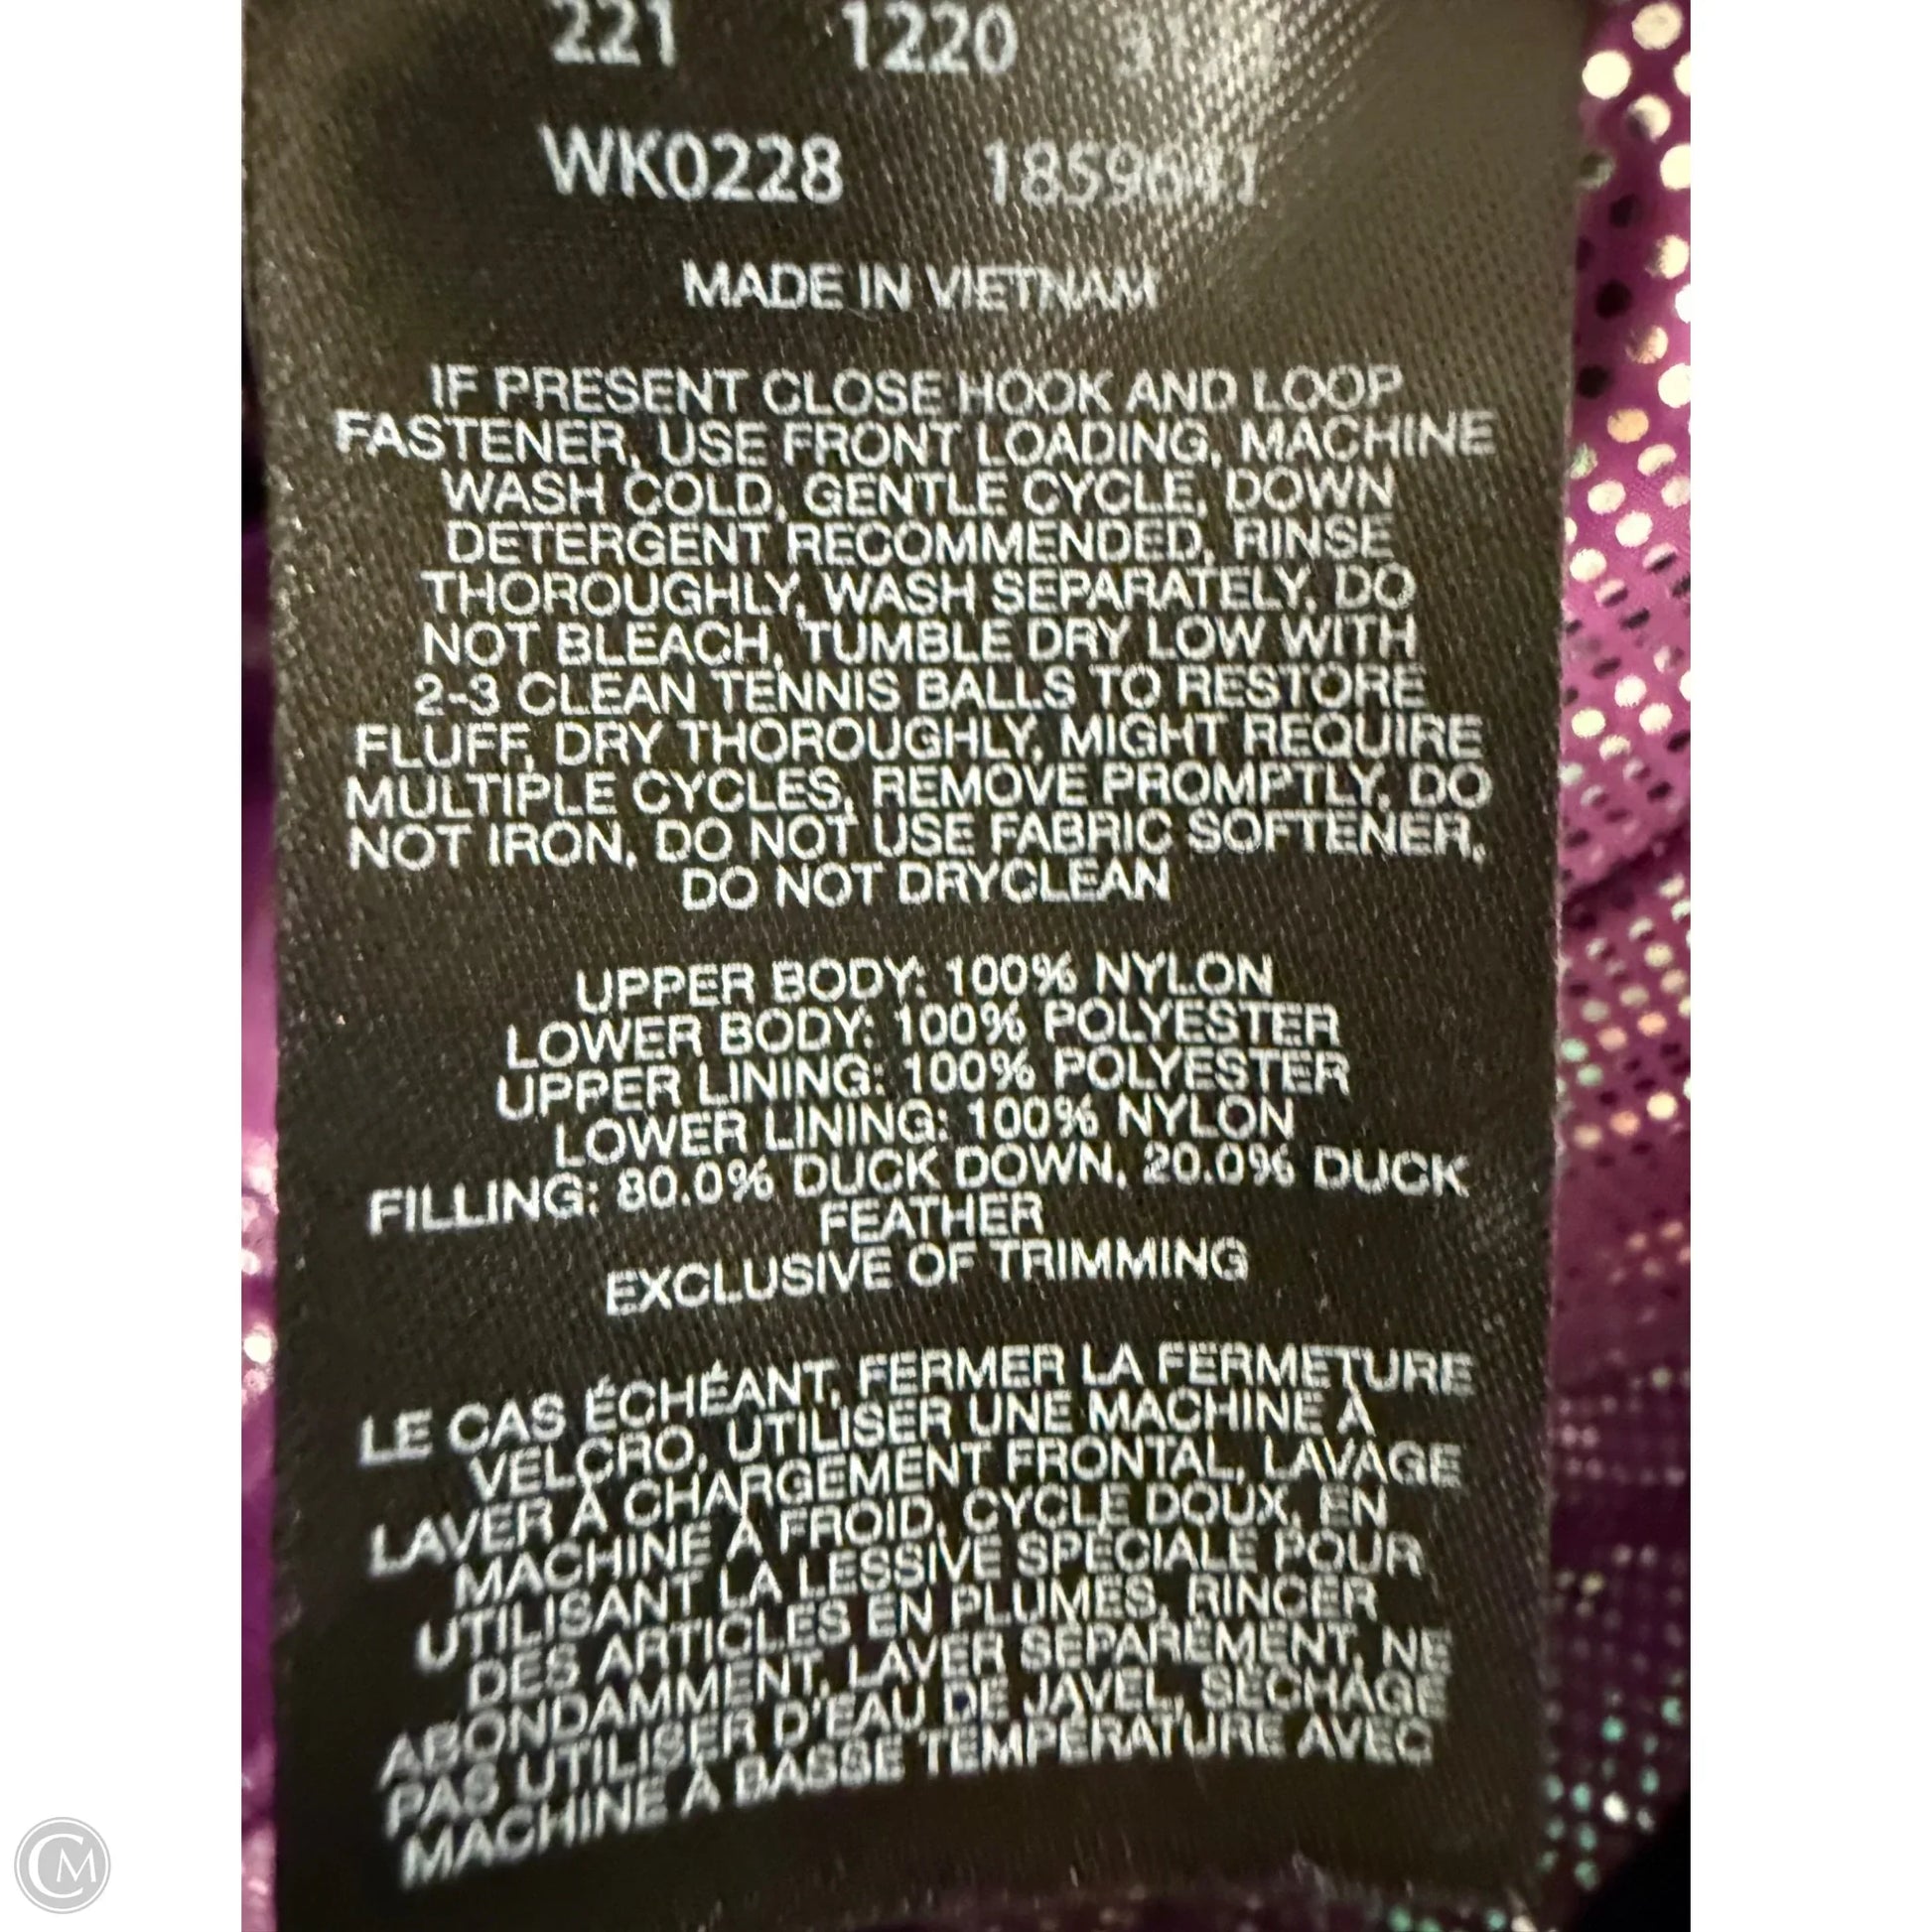 221 1220
WK0228 1859641
MADE IN VIETNAM
IF PRESENT CLOSE HOOK AND LOOP
FASTENER, USE FRONT LOADING, MACHINE
WASH COLD, GENTLE CYCLE, DOWN
DETERGENT RECOMMENDED, RINSE
THOROUGHLY, WASH SEPARATELY, DO
NOT BLEACH, TUMBLE DRY LOW WITH
2-3 CLEAN TENNIS BALLS TO RESTORE
FLUFF, DRY THOROUGHLY, MIGHT REQUIRE
MULTIPLE CYCLES, REMOVE PROMPTLY, DO
NOT IRON, DO NOT USE FABRIC SOFTENER,
DO NOT DRYCLEAN
UPPER BODY: 100% NYLON
LOWER BODY: 100% POLYESTER
UPPER LINING: 100% POLYESTER
LOWER LINING: 100% NYLON
FILLING: 80.0% DUCK DOWN, 20.0% DUCK
FEATHER
EXCLUSIVE OF TRIMMING
LE CAS ÉCHÉANT, FERMER LA FERMETURE
VELCRO, UTILISER UNE MACHINE À
LAVER À CHARGEMENT FRONTAL, LAVAGE
MACHINE À FROID, CYCLE DOUX, EN
UTILISANT LA LESSIVE SPÉCIALE POUR
DES ARTICLES EN PLUMES, RINCER
ABONDAMMENT, LAVER SÉPARÉMENT, NE
PAS UTILISER D'EAU DE JAVEL, SÉCHAGE
MACHINE À BASSE TEMPÉRATURE AVEC
CM